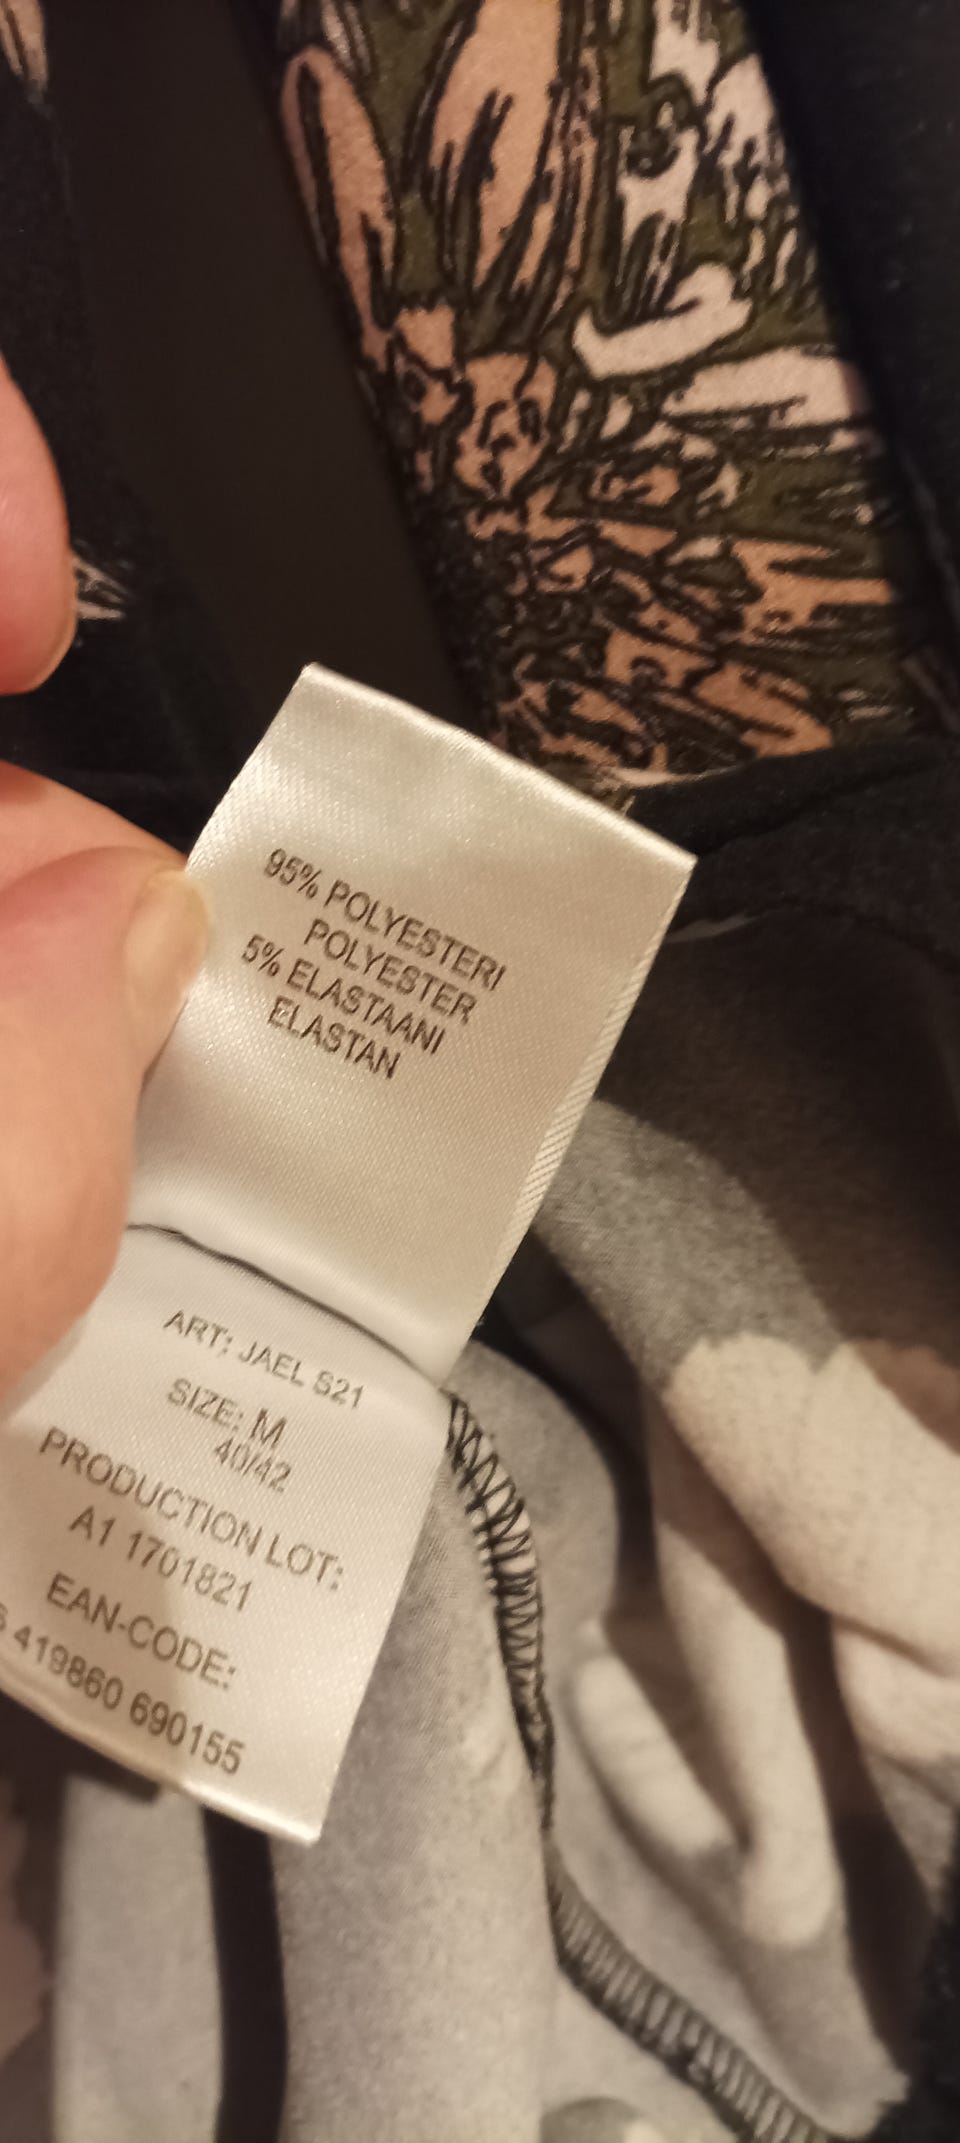 95% POLYESTERI
POLYESTER
5% ELASTAANI
ELASTAN
ART: JAEL S21
SIZE: M
40/42
PRODUCTION LOT:
A1 1701821
EAN-CODE:
6 419860 690155